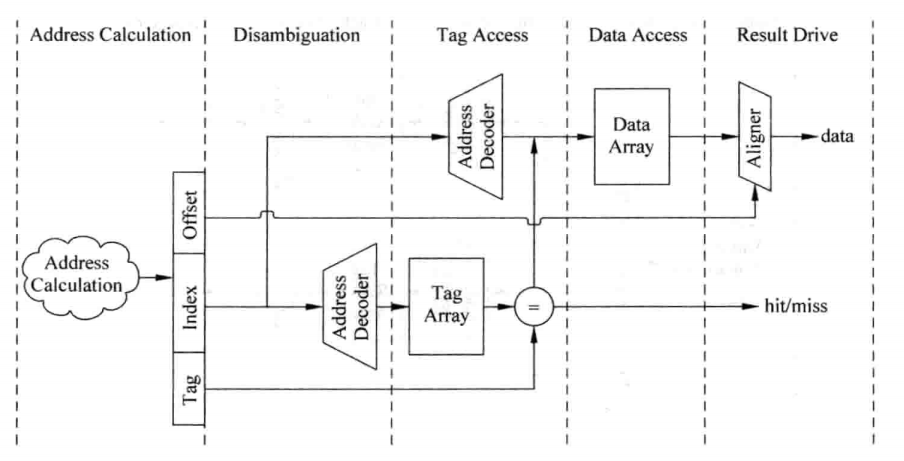 Address Calculation
Disambiguation
Tag Access
Data Access
Result Drive
Address
Decoder
Data
Array
Aligner
data
Offset
Address
Calculation
Index
Address
Decoder
Tag
Array
=
hit/miss
Tag